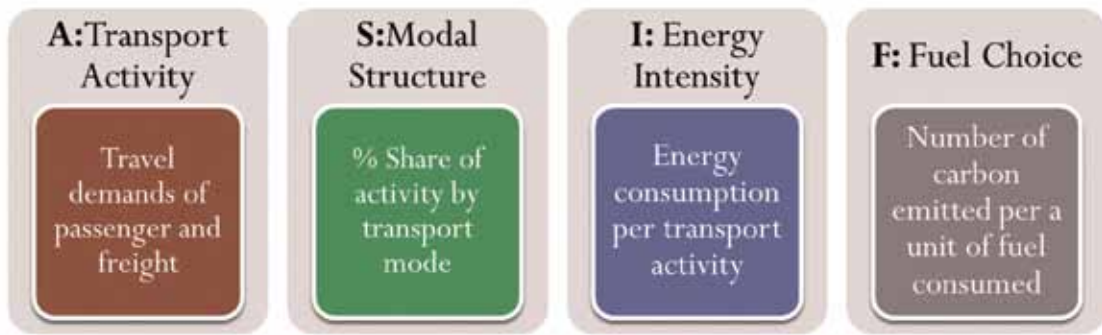 A:Transport
Activity
Travel
demands of
passenger and
freight
S:Modal
Structure
% Share of
activity by
transport
mode
I: Energy
Intensity
Energy
consumption
per transport
activity
F: Fuel Choice
Number of
carbon
emitted per a
unit of fuel
consumed